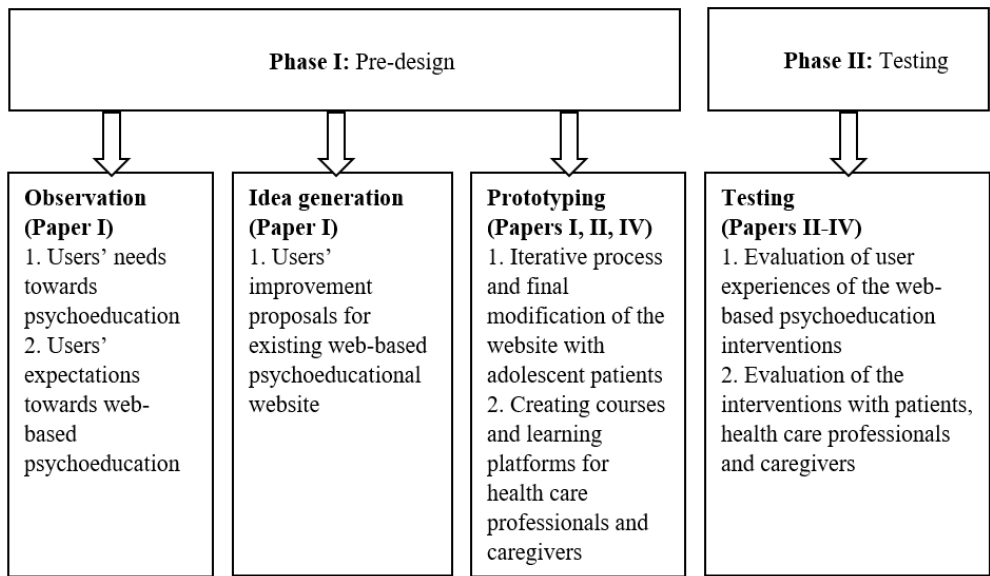 Phase I: Pre-design
Phase II: Testing
Observation
(Paper I)
1. Users’ needs
towards
psychoeducation
2. Users’
expectations
towards web-
based
psychoeducation
Idea generation
(Paper I)
1. Users’
improvement
proposals for
existing web-based
psychoeducational
website
Prototyping
(Papers I, II, IV)
1. Iterative process
and final
modification of the
website with
adolescent patients
2. Creating courses
and learning
platforms for
health care
professionals and
caregivers
Testing
(Papers II-IV)
1. Evaluation of user
experiences of the web-
based psychoeducation
interventions
2. Evaluation of the
interventions with patients,
health care professionals
and caregivers